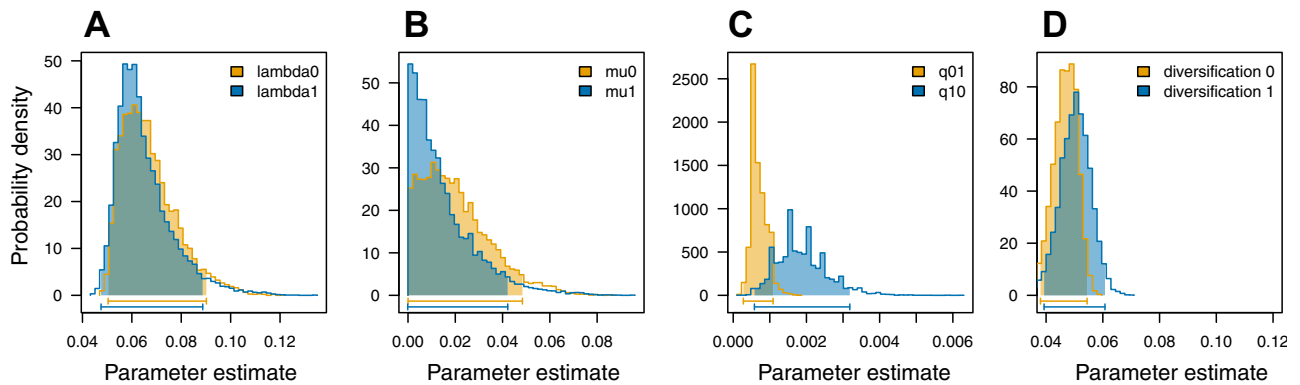 A B C D
Probability density
50
40
30
20
10
0
lambda0
lambda1
0.04 0.06 0.08 0.10 0.12
Parameter estimate
50
40
30
20
10
0
mu0
mu1
0.00 0.02 0.04 0.06 0.08
Parameter estimate
2500
2000
1500
1000
500
0
q01
q10
0.000 0.002 0.004 0.006
Parameter estimate
80
60
40
20
0
diversification 0
diversification 1
0.04 0.06 0.08 0.10 0.12
Parameter estimate